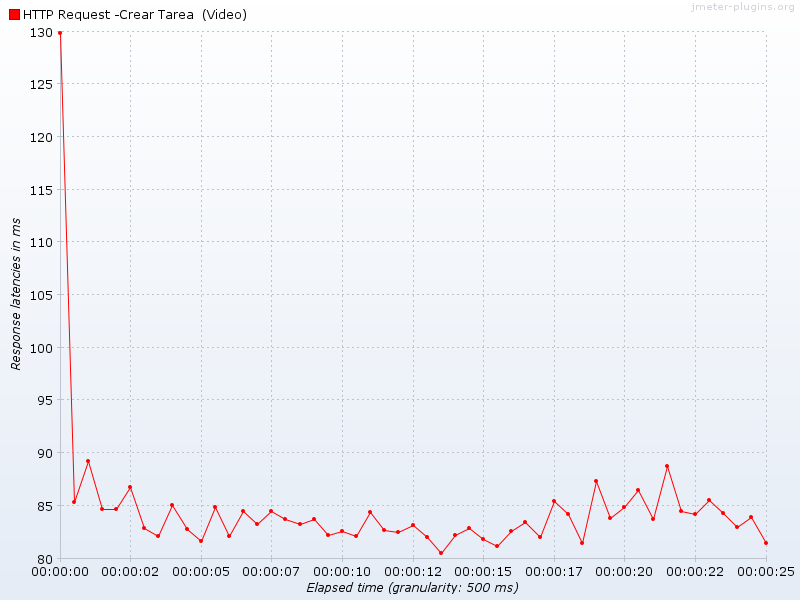 jmeter-plugins.org
HTTP Request -Crear Tarea  (Video)
130
125
120
115
110
105
100
95
90
85
80
Response latencies in ms
00:00:00 00:00:02 00:00:05 00:00:07 00:00:10 00:00:12 00:00:15 00:00:17 00:00:20 00:00:22 00:00:25
Elapsed time (granularity: 500 ms)